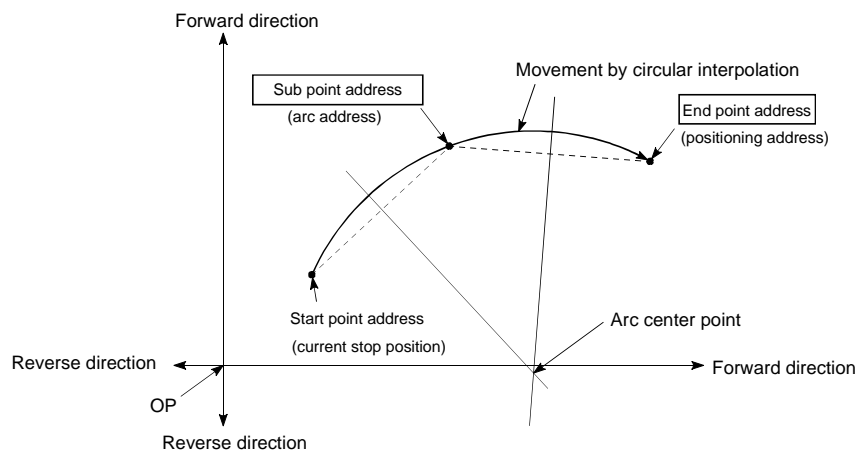 Forward direction
Movement by circular interpolation
Sub point address
(arc address)
End point address
(positioning address)
Start point address
(current stop position)
Arc center point
Reverse direction
Forward direction
OP
Reverse direction